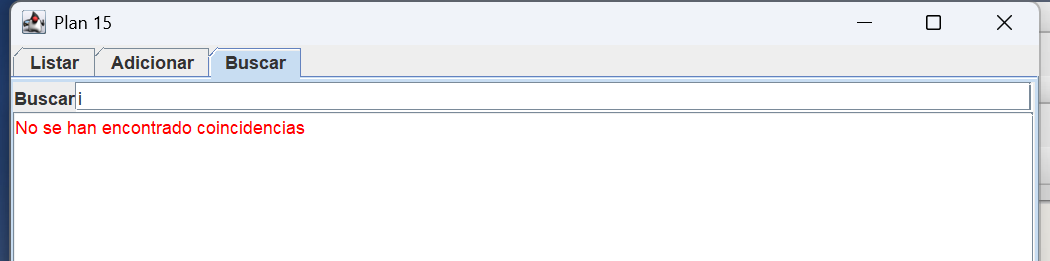 Plan 15
Listar Adicionar Buscar
Buscar i
No se han encontrado coincidencias